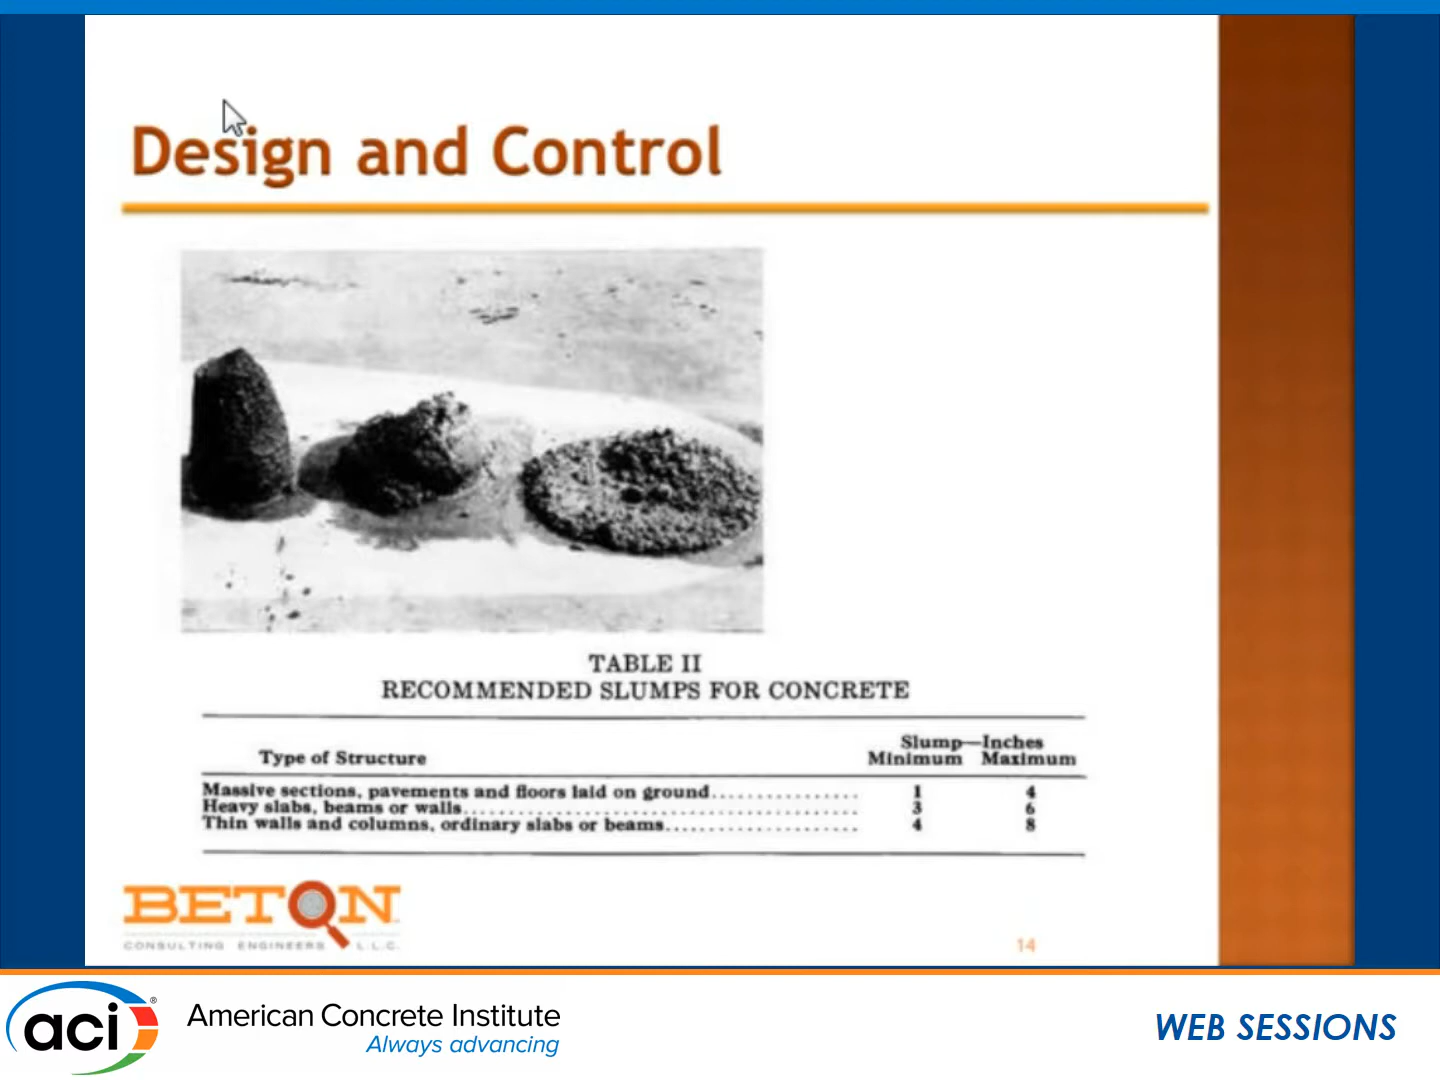 Design and Control
TABLE II
RECOMMENDED SLUMPS FOR CONCRETE
Slump—Inches
Type of Structure Minimum Maximum
Massive sections, pavements and floors laid on ground 1 4
Heavy slabs, beams or walls 3 6
Thin walls and columns, ordinary slabs or beams 4 8
BETON
CONSULTING ENGINEERS L.L.C.
14
aci®
American Concrete Institute
Always advancing
WEB SESSIONS